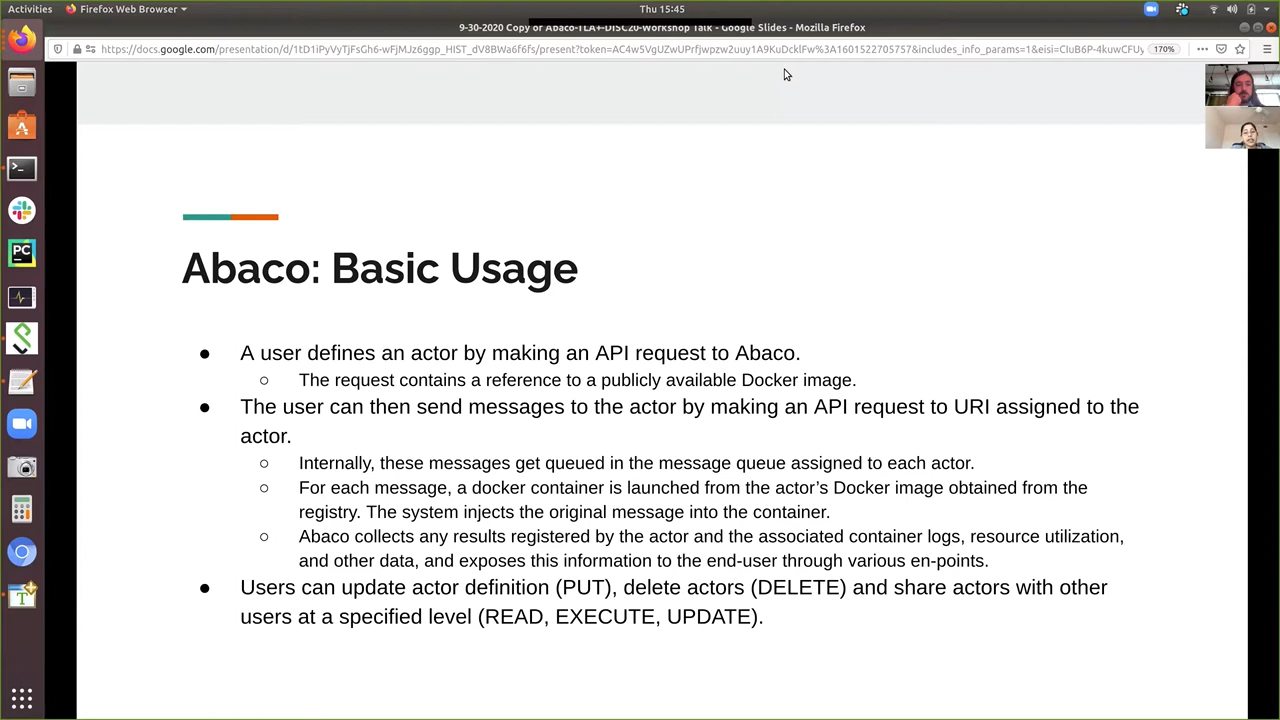 Activities
Firefox Web Browser
Thu 15:45
9-30-2020 Copy of Abaco-TLA+-DISC20-Workshop Talk - Google Slides - Mozilla Firefox
170%
Abaco: Basic Usage
● A user defines an actor by making an API request to Abaco.
○ The request contains a reference to a publicly available Docker image.
● The user can then send messages to the actor by making an API request to URI assigned to the
actor.
○ Internally, these messages get queued in the message queue assigned to each actor.
○ For each message, a docker container is launched from the actor’s Docker image obtained from the
registry. The system injects the original message into the container.
○ Abaco collects any results registered by the actor and the associated container logs, resource utilization,
and other data, and exposes this information to the end-user through various en-points.
● Users can update actor definition (PUT), delete actors (DELETE) and share actors with other
users at a specified level (READ, EXECUTE, UPDATE).